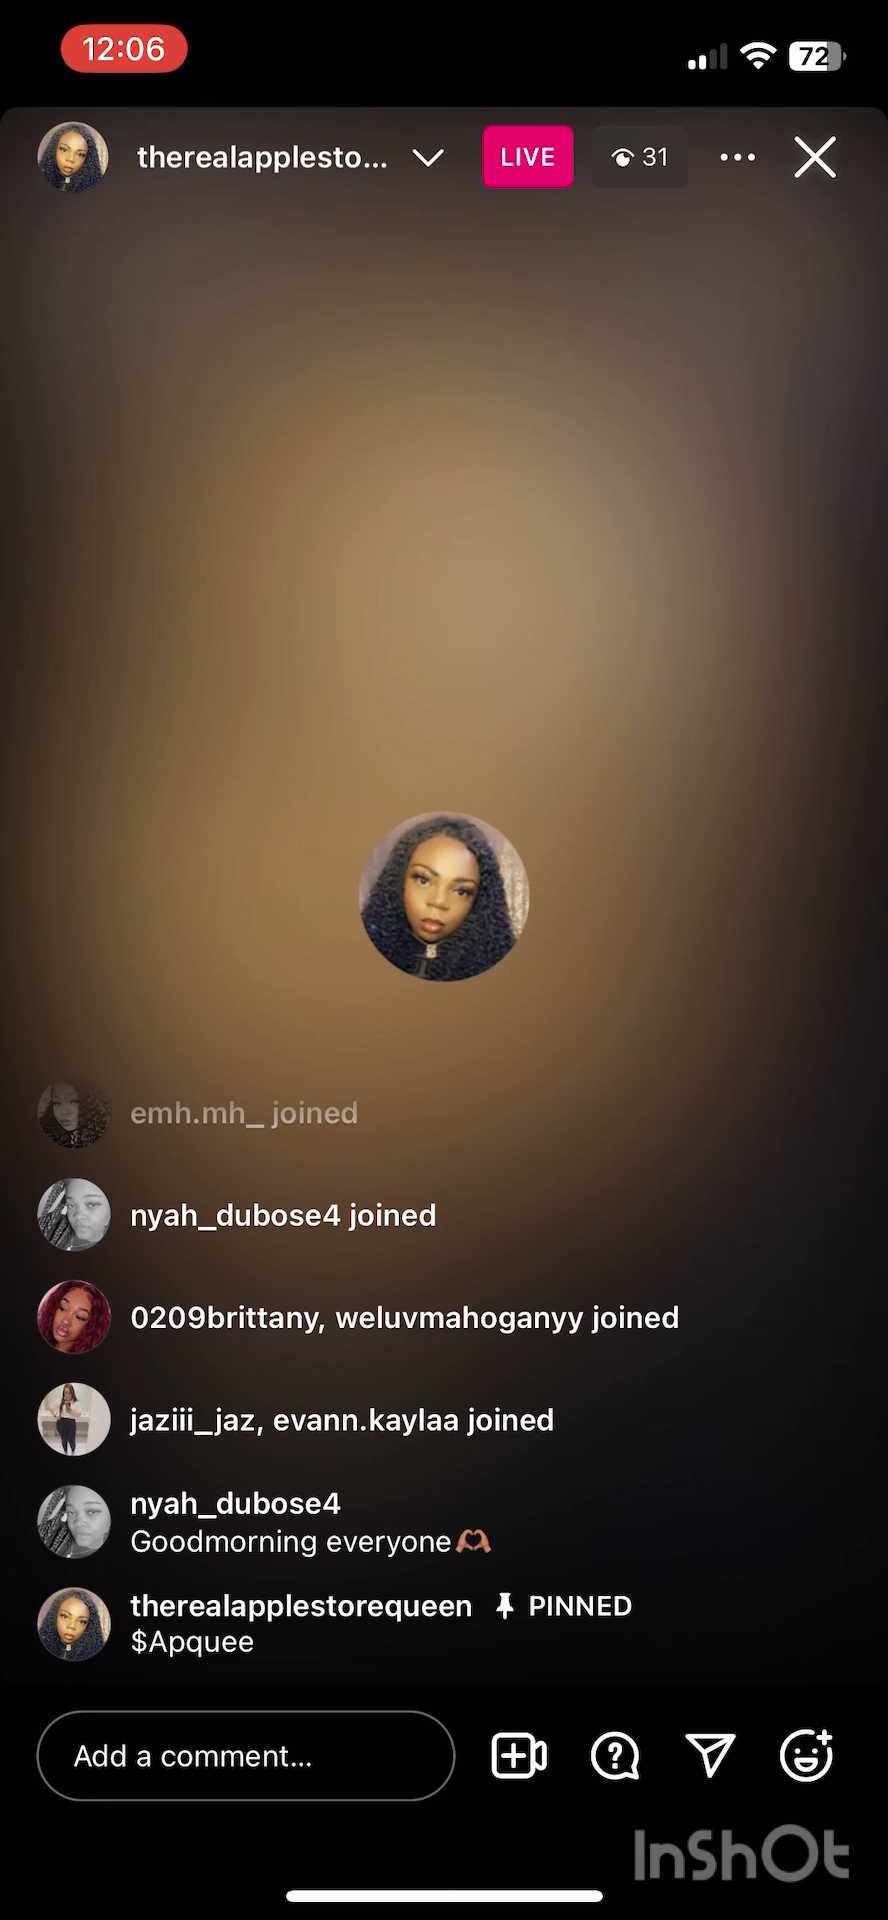 12:06
72
therealapplesto...
LIVE
31
emh.mh_ joined
nyah_dubose4 joined
0209brittany, weluvmahoganyy joined
jaziii_jaz, evann.kaylaa joined
nyah_dubose4
Goodmorning everyone🫶🏽
therealapplestorequeen PINNED
$Apquee
Add a comment...
InShOt